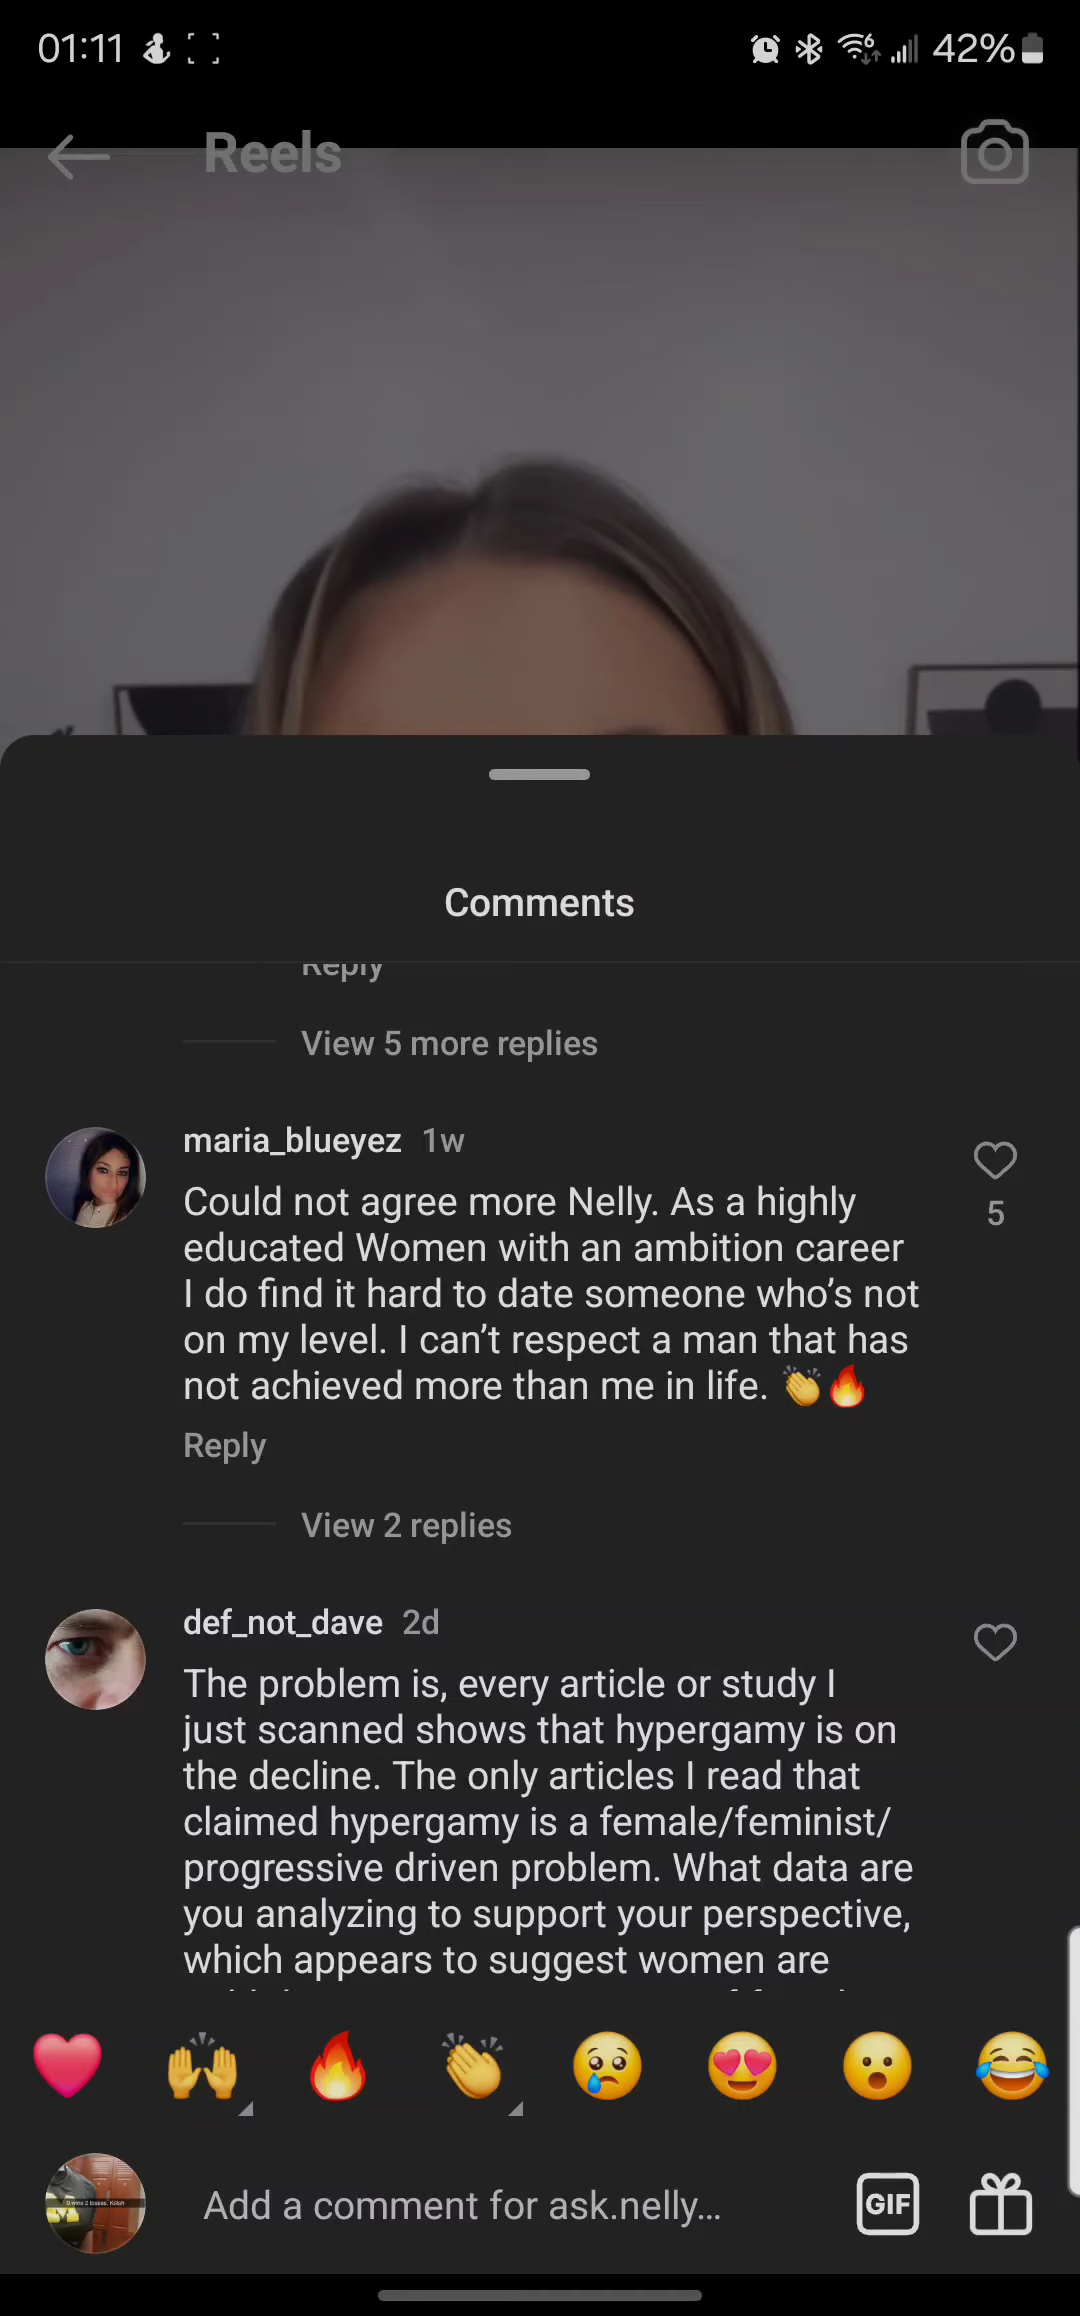 01:11
6
42%
Reels
Comments
Reply
View 5 more replies
maria_blueyez 1w
Could not agree more Nelly. As a highly
educated Women with an ambition career
I do find it hard to date someone who’s not
on my level. I can’t respect a man that has
not achieved more than me in life. 👏🔥
5
Reply
View 2 replies
def_not_dave 2d
The problem is, every article or study I
just scanned shows that hypergamy is on
the decline. The only articles I read that
claimed hypergamy is a female/feminist/
progressive driven problem. What data are
you analyzing to support your perspective,
which appears to suggest women are
Add a comment for ask.nelly...
GIF